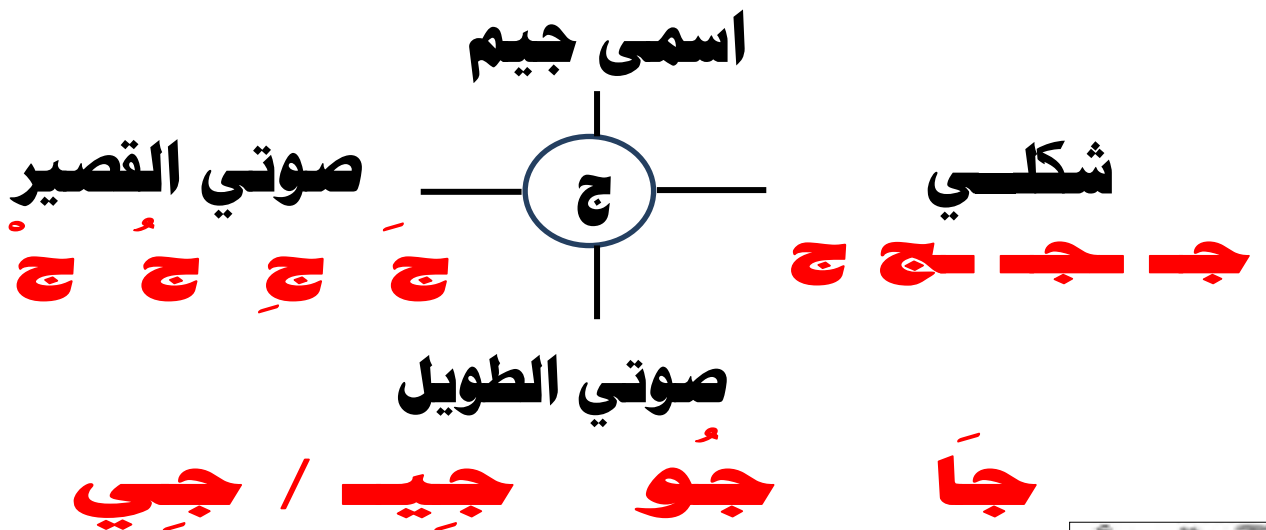 اسمى جيم
شكلـــي
ج
صوتي القصير
جـ ـجـ ـج ج
جَ جِ جُ جْ
صوتي الطويل
جَا جُو جِيـ / جِي